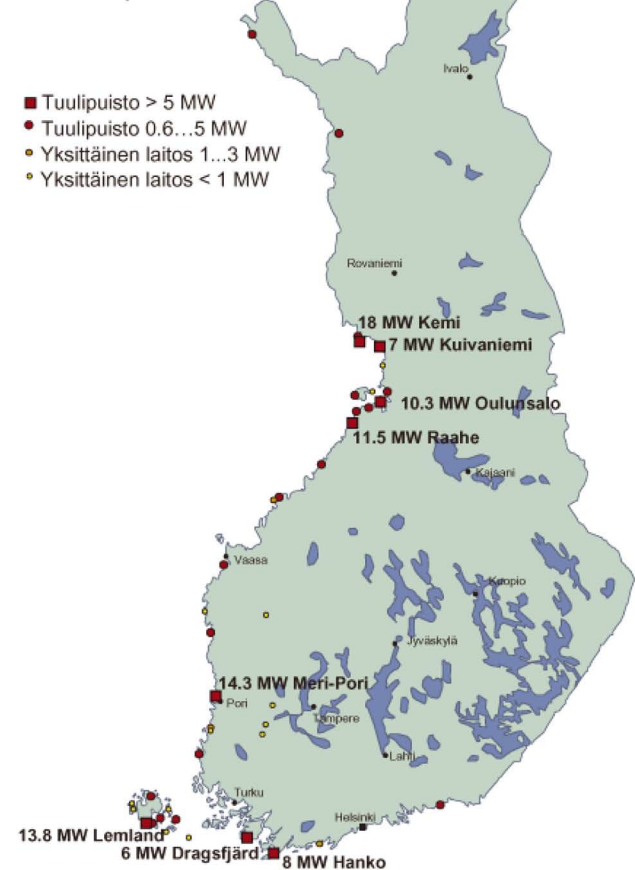 Ivalo
Tuulipuisto > 5 MW
Tuulipuisto 0.6...5 MW
Yksittäinen laitos 1...3 MW
Yksittäinen laitos < 1 MW
Rovaniemi
18 MW Kemi
7 MW Kuivaniemi
10.3 MW Oulunsalo
11.5 MW Raahe
Kajaani
Vaasa
Kuopio
Jyväskylä
14.3 MW Meri-Pori
Pori
Tampere
Lahti
Turku
Helsinki
13.8 MW Lemland
6 MW Dragsfjärd
8 MW Hanko